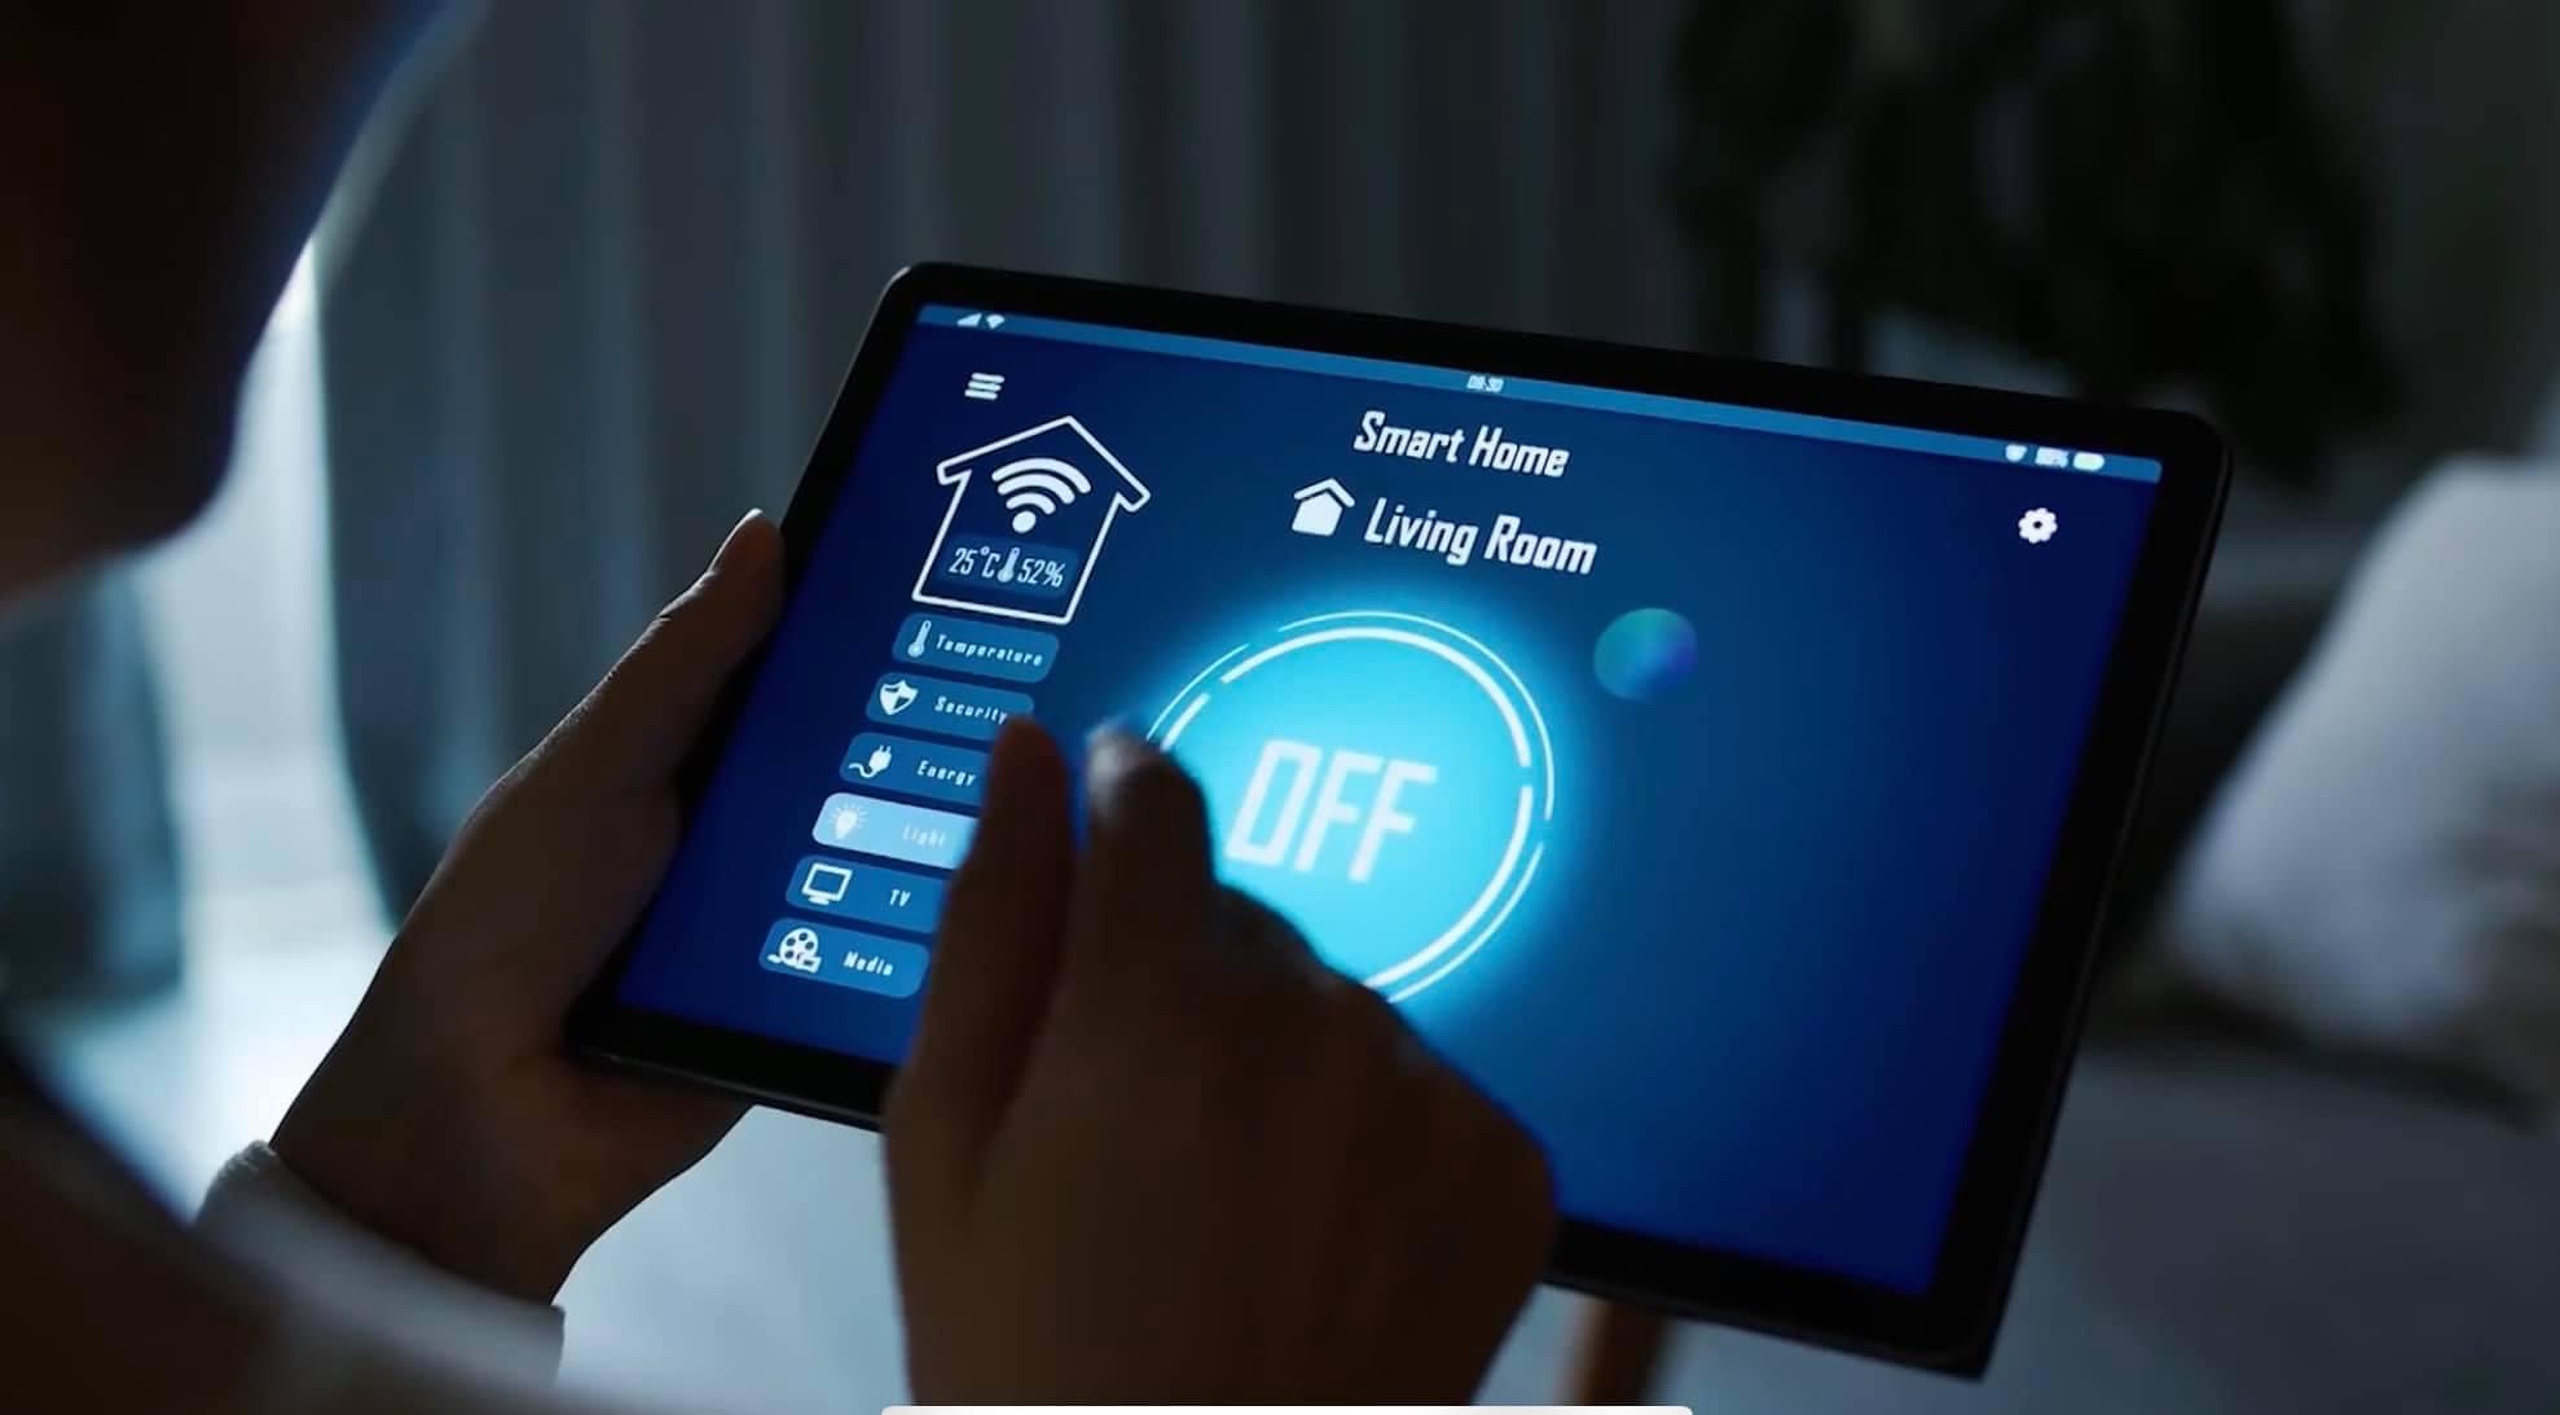 Smart Home
Living Room
25°C 52%
Temperature
Security
Energy
Light
TV
Media
OFF